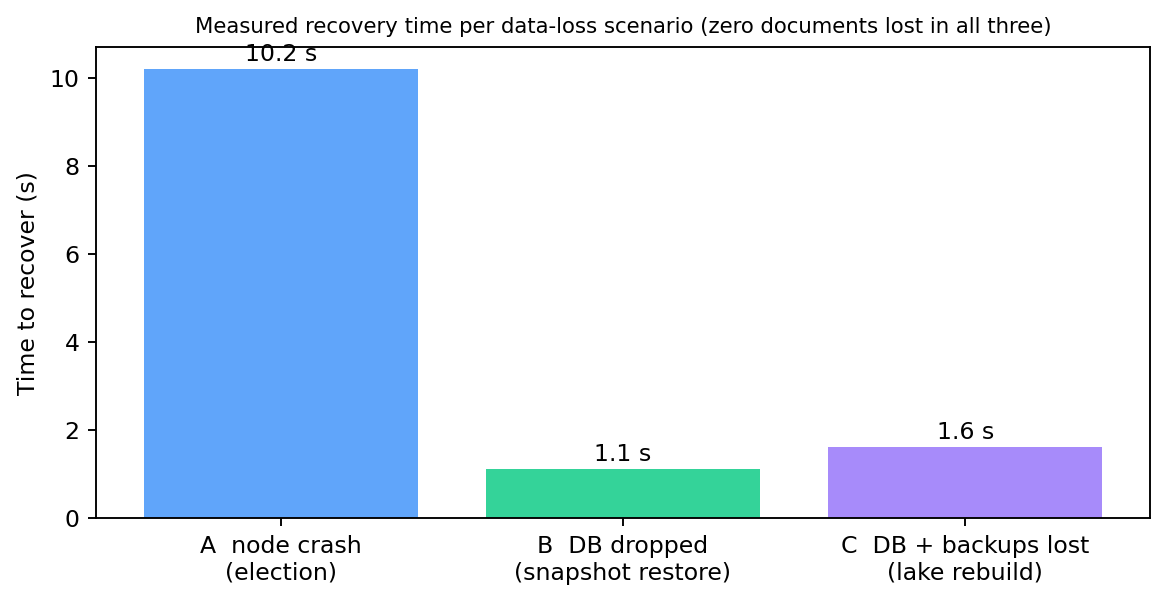 Measured recovery time per data-loss scenario (zero documents lost in all three)
10.2 s
10
8
6
4
2
0
Time to recover (s)
1.1 s
1.6 s
A  node crash
(election)
B  DB dropped
(snapshot restore)
C  DB + backups lost
(lake rebuild)